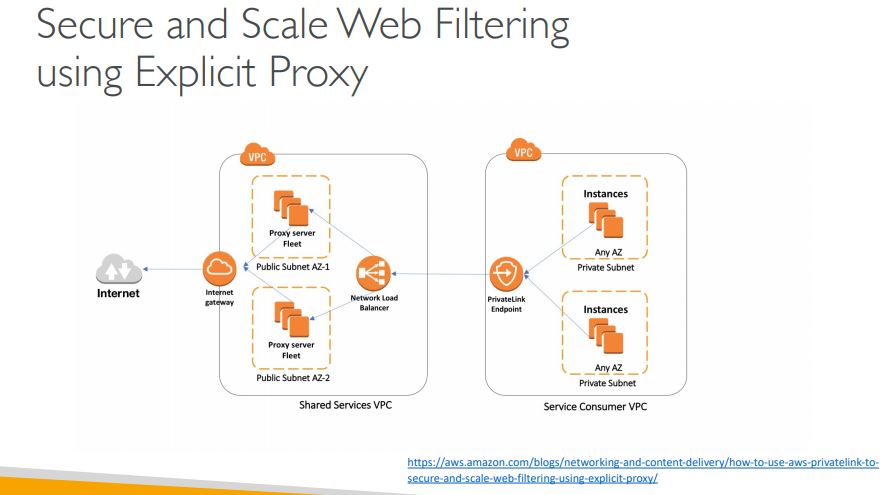 Secure and Scale Web Filtering
using Explicit Proxy
VPC
VPC
Proxy server
Fleet
Public Subnet AZ-1
Instances
Any AZ
Private Subnet
Internet
Internet
gateway
Network Load
Balancer
PrivateLink
Endpoint
Proxy server
Fleet
Public Subnet AZ-2
Instances
Any AZ
Private Subnet
Shared Services VPC
Service Consumer VPC
https://aws.amazon.com/blogs/networking-and-content-delivery/how-to-use-aws-privatelink-to-
secure-and-scale-web-filtering-using-explicit-proxy/